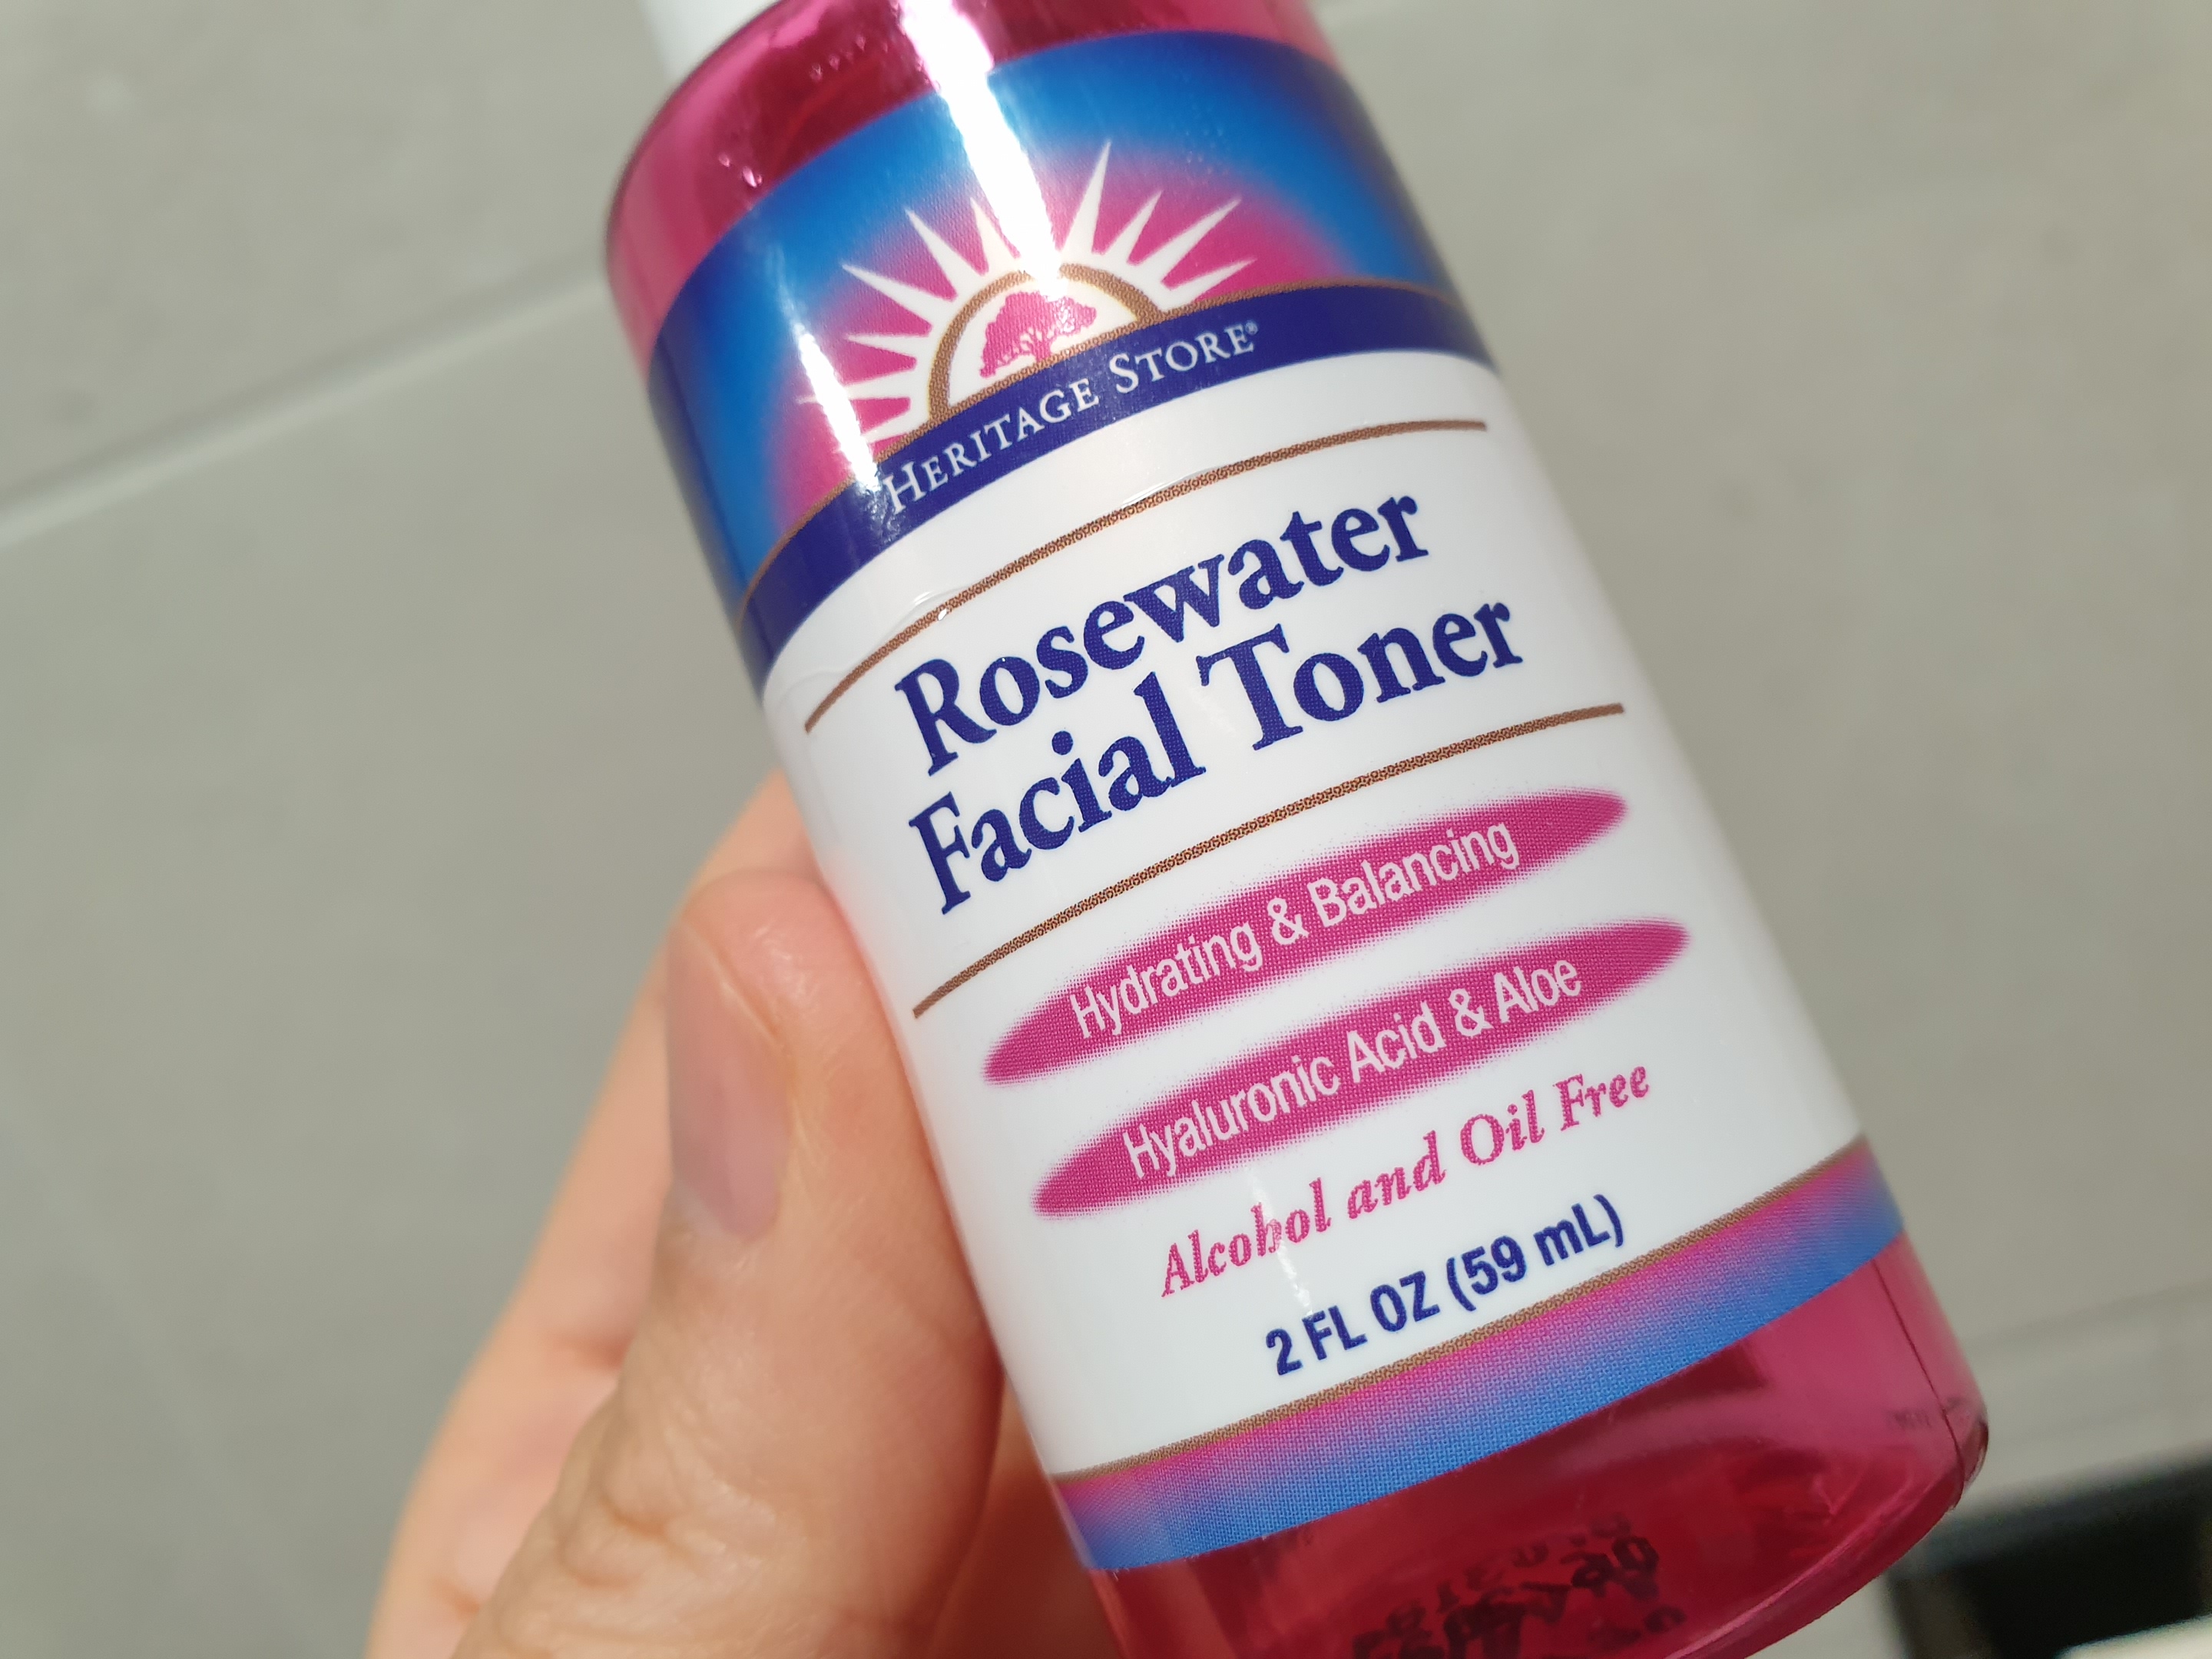 HERITAGE STORE®
Rosewater
Facial Toner
Hydrating & Balancing
Hyaluronic Acid & Aloe
Alcohol and Oil Free
2 FL OZ (59 mL)